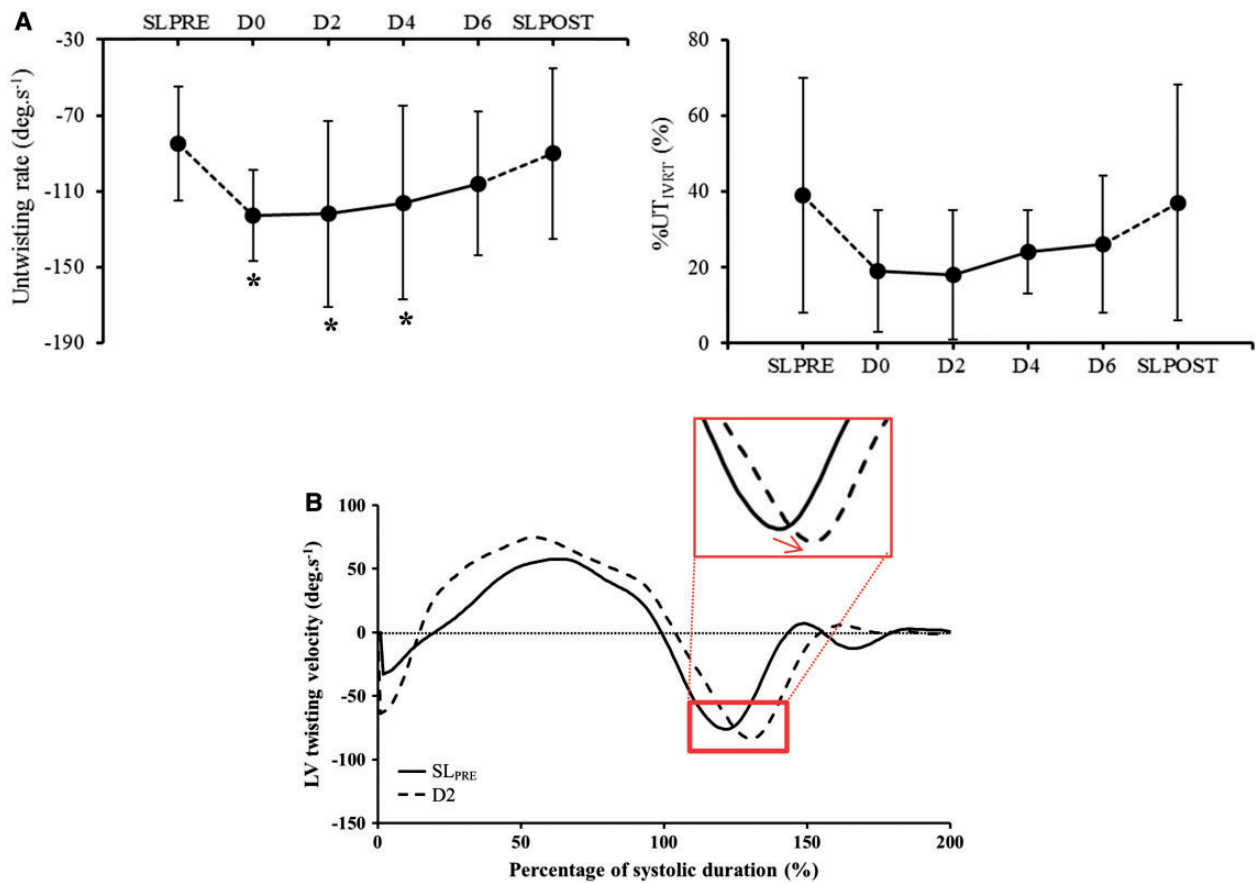 A
SLPRE D0 D2 D4 D6 SLPOST
-30
-70
-110
-150
-190
Untwisting rate (deg.s-1)
* * *
80
60
40
20
0
%UTIVRT (%)
SLPRE D0 D2 D4 D6 SLPOST
B
100
50
0
-50
-100
-150
LV twisting velocity (deg.s-1)
SLPRE
D2
0 50 100 150 200
Percentage of systolic duration (%)